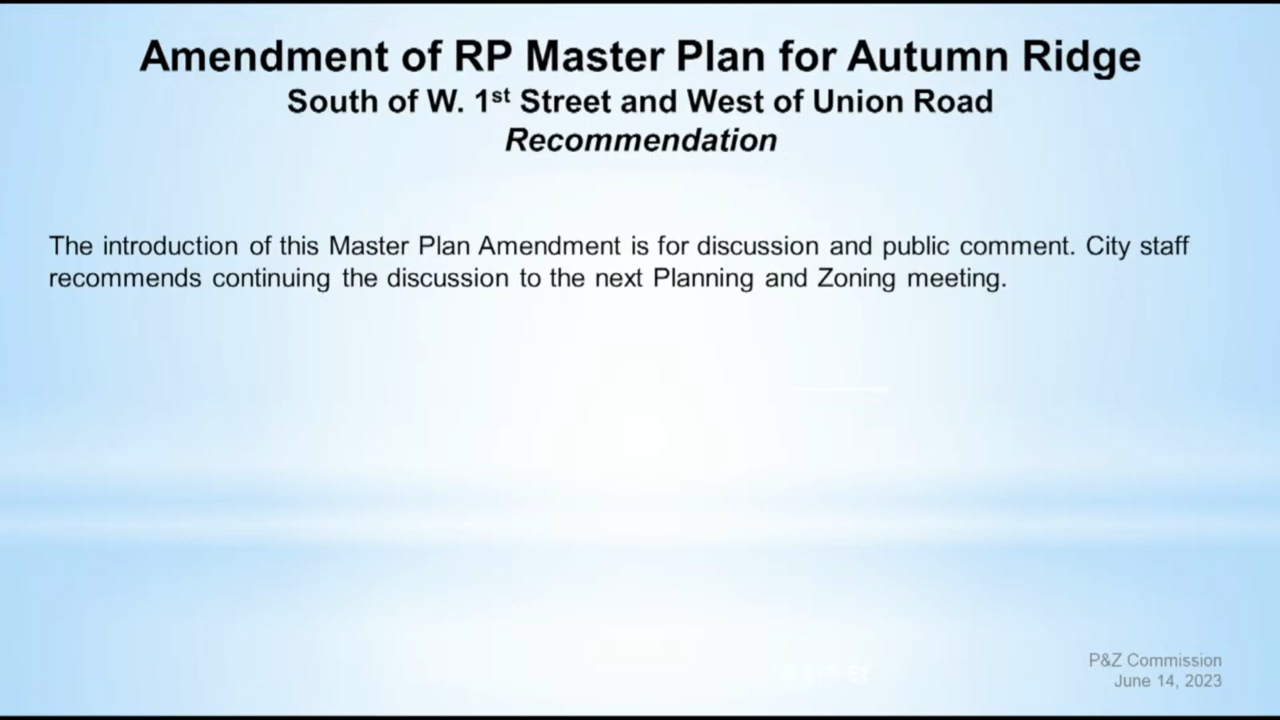 Amendment of RP Master Plan for Autumn Ridge
South of W. 1st Street and West of Union Road
Recommendation
The introduction of this Master Plan Amendment is for discussion and public comment. City staff
recommends continuing the discussion to the next Planning and Zoning meeting.
P&Z Commission
June 14, 2023